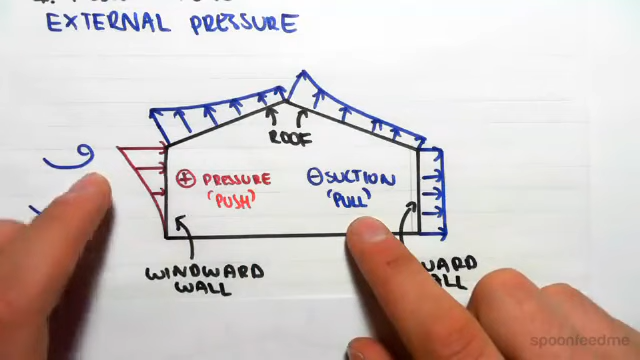 EXTERNAL PRESSURE
ROOF
⊕ PRESSURE
(PUSH)
⊖ SUCTION
(PULL)
WINDWARD
WALL
spoonfeedme